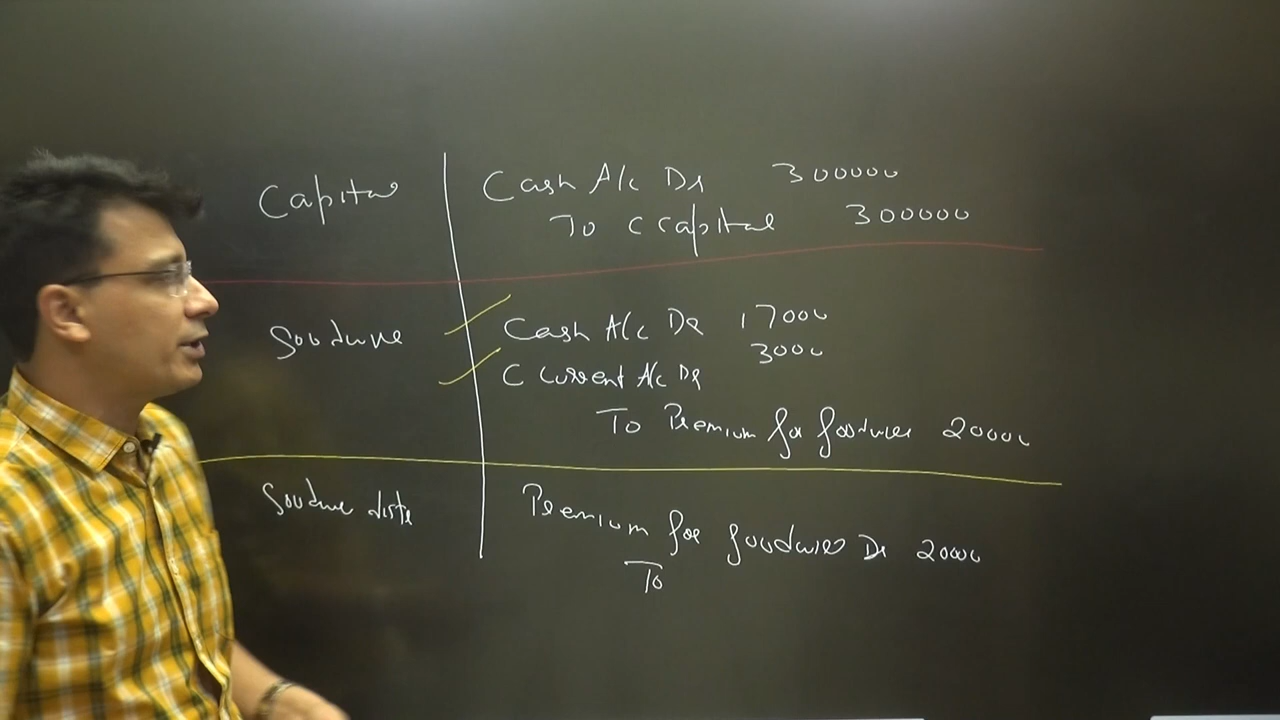 Capital
Cash A/c Dr 300000
To C Capital 300000
Goodwill
Cash A/c Dr 17000
3000
C Current A/c Dr
To Premium for goodwill 20000
Goodwill distr
Premium for goodwill Dr 20000
To